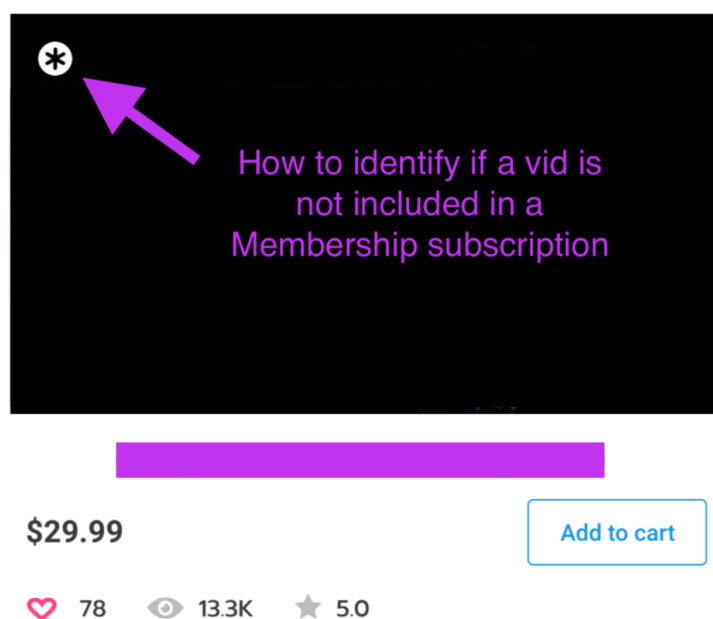 How to identify if a vid is
not included in a
Membership subscription
$29.99
Add to cart
78
13.3K
5.0